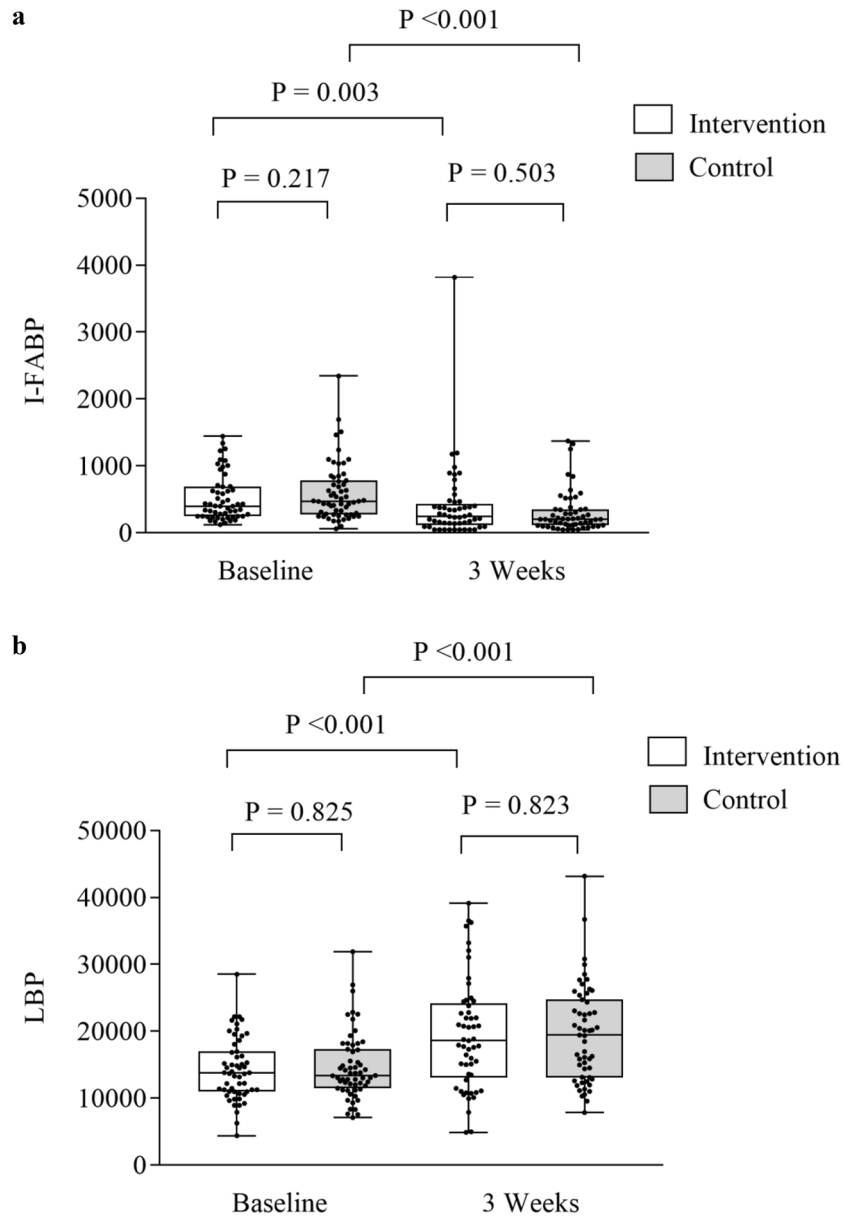 a
P <0.001
P = 0.003
Intervention
Control
P = 0.217
P = 0.503
5000
4000
3000
2000
1000
0
I-FABP
Baseline
3 Weeks
b
P <0.001
P <0.001
Intervention
Control
P = 0.825
P = 0.823
50000
40000
30000
20000
10000
0
LBP
Baseline
3 Weeks